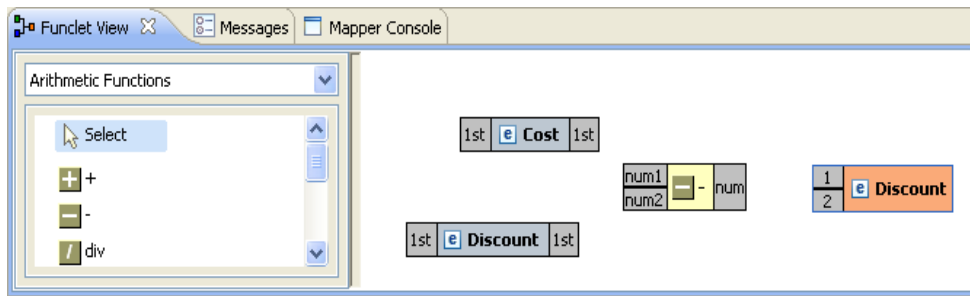 Funclet View Messages Mapper Console
Arithmetic Functions
Select
+
-
div
1st e Cost 1st
num1 - num
num2
1 e Discount
2
1st e Discount 1st